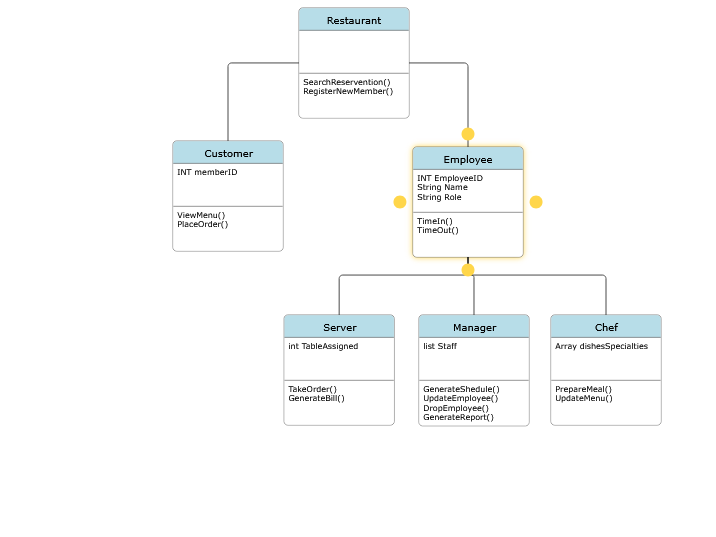 Restaurant
SearchReservention()
RegisterNewMember()
Customer
INT memberID
ViewMenu()
PlaceOrder()
Employee
INT EmployeeID
String Name
String Role
TimeIn()
TimeOut()
Server
int TableAssigned
TakeOrder()
GenerateBill()
Manager
list Staff
GenerateShedule()
UpdateEmployee()
DropEmployee()
GenerateReport()
Chef
Array dishesSpecialties
PrepareMeal()
UpdateMenu()